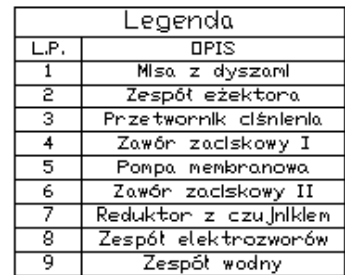 Legenda
L.P. OPIS
1 Misa z dyszami
2 Zespół eżektora
3 Przetwornik ciśnienia
4 Zawór zaciskowy I
5 Pompa membranowa
6 Zawór zaciskowy II
7 Reduktor z czujnikiem
8 Zespół elektrozworów
9 Zespół wodny